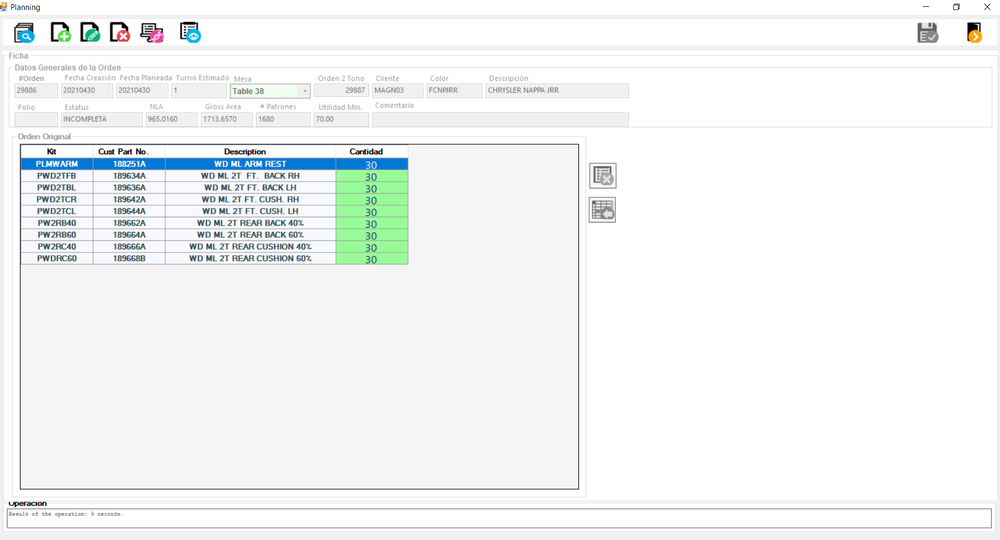 Planning
Ficha
Datos Generales de la Orden
#Orden Fecha Creación Fecha Planeada Turno Estimado Mesa Orden 2 Tono Cliente Color Descripción
29886 20210430 20210430 1 Table 38 29887 MAGN03 FCNPJRR CHRYSLER NAPPA JRR
Folio Estatus NLA Gross Area # Patrones Utilidad Min. Comentario
INCOMPLETA 965.0160 1713.6570 1680 70.00
Orden Original
Kit Cust Part No. Description Cantidad
PLMWARM 188251A WD ML ARM REST 30
PWD2TFB 189634A WD ML 2T FT. BACK RH 30
PWD2TBL 189636A WD ML 2T FT. BACK LH 30
PWD2TCR 189642A WD ML 2T FT. CUSH. RH 30
PWD2TCL 189644A WD ML 2T FT. CUSH. LH 30
PW2RB40 189662A WD ML 2T REAR BACK 40% 30
PW2RB60 189664A WD ML 2T REAR BACK 60% 30
PW2RC40 189666A WD ML 2T REAR CUSHION 40% 30
PWDRC60 189668B WD ML 2T REAR CUSHION 60% 30
Operación
Result of the operation: 9 records.